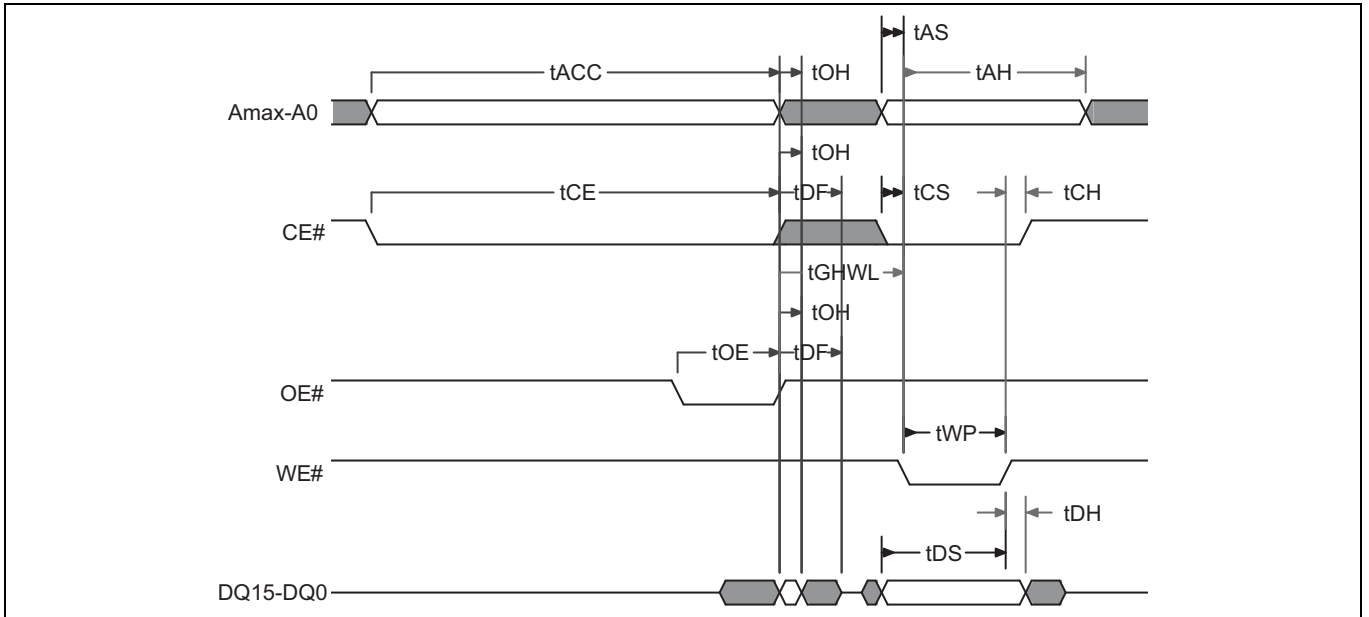 tAS
tACC tOH tAH
Amax-A0
tOH
tCE tDF tCS tCH
CE#
tGHWL
tOH
tOE tDF
OE#
tWP
WE#
tDH
tDS
DQ15-DQ0